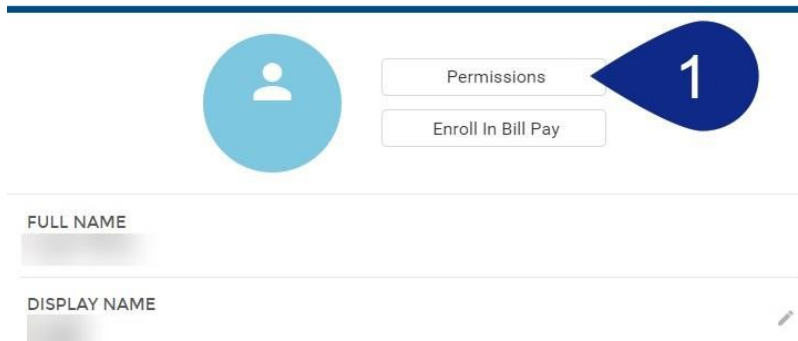 Permissions
1
Enroll In Bill Pay
FULL NAME
DISPLAY NAME